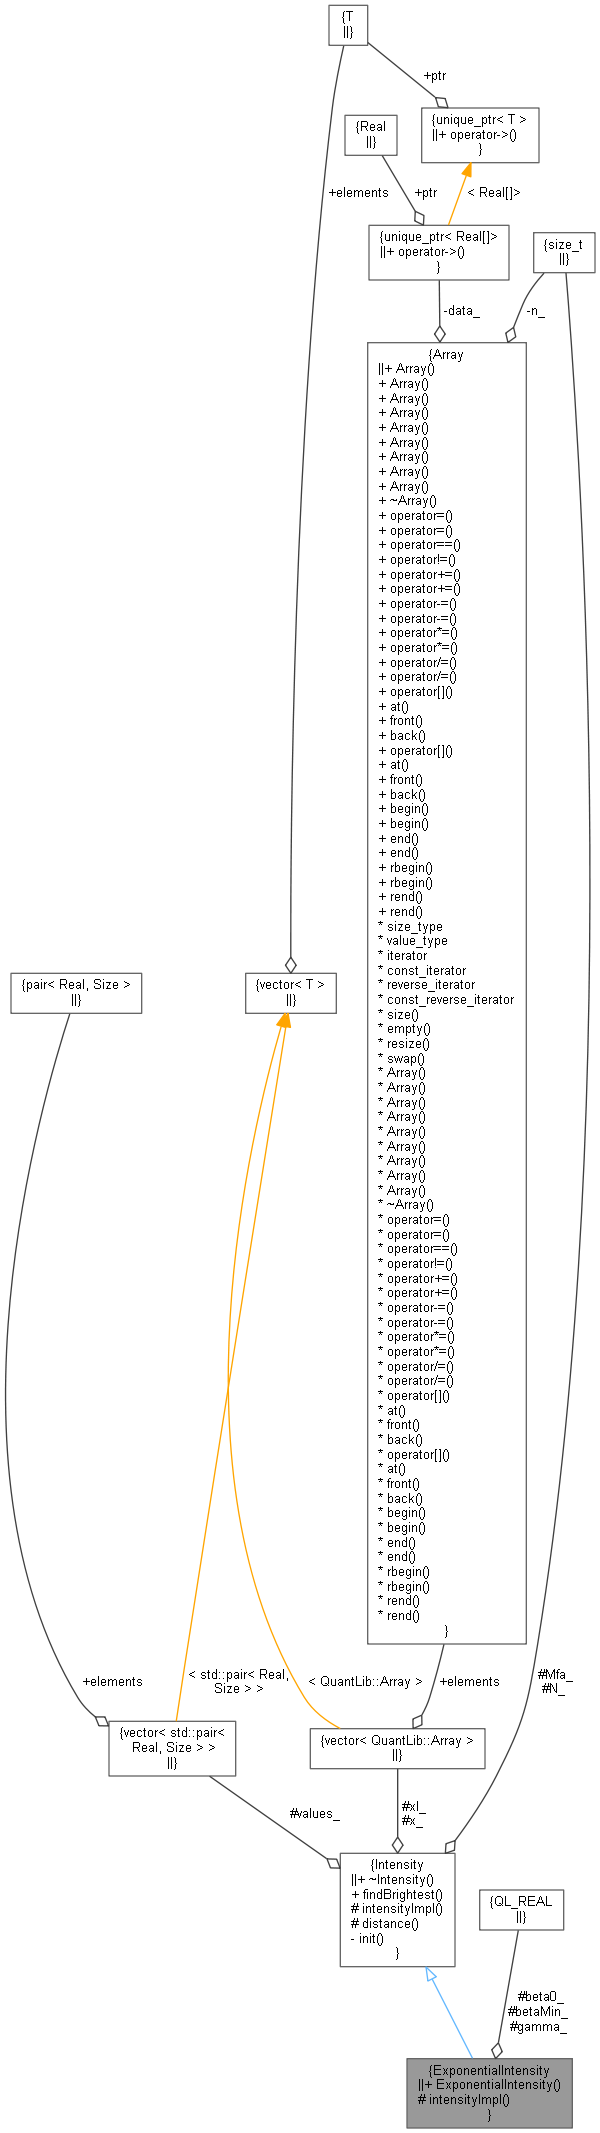 {T
||}
+ptr
{unique_ptr< T >
||+ operator->()
}
{Real
||}
+elements
+ptr
< Real[]>
{unique_ptr< Real[]>
||+ operator->()
}
{size_t
||}
-data_
-n_
{Array
||+ Array()
+ Array()
+ Array()
+ Array()
+ Array()
+ Array()
+ Array()
+ Array()
+ Array()
+ ~Array()
+ operator=()
+ operator=()
+ operator==()
+ operator!=()
+ operator+=()
+ operator+=()
+ operator-=()
+ operator-=()
+ operator*=()
+ operator*=()
+ operator/=()
+ operator/=()
+ operator[]()
+ at()
+ front()
+ back()
+ operator[]()
+ at()
+ front()
+ back()
+ begin()
+ begin()
+ end()
+ end()
+ rbegin()
+ rbegin()
+ rend()
+ rend()
* size_type
* value_type
* iterator
* const_iterator
* reverse_iterator
* const_reverse_iterator
* size()
* empty()
* resize()
* swap()
* Array()
* Array()
* Array()
* Array()
* Array()
* Array()
* Array()
* Array()
* Array()
* ~Array()
* operator=()
* operator=()
* operator==()
* operator!=()
* operator+=()
* operator+=()
* operator-=()
* operator-=()
* operator*=()
* operator*=()
* operator/=()
* operator/=()
* operator[]()
* at()
* front()
* back()
* operator[]()
* at()
* front()
* back()
* begin()
* begin()
* end()
* end()
* rbegin()
* rbegin()
* rend()
* rend()
}
{pair< Real, Size >
||}
{vector< T >
||}
+elements
< std::pair< Real,
Size > >
< QuantLib::Array >
+elements
#Mfa_
#N_
{vector< std::pair<
Real, Size > >
||}
{vector< QuantLib::Array >
||}
#values_
#xI_
#x_
{Intensity
||+ ~Intensity()
+ findBrightest()
# intensityImpl()
# distance()
- init()
}
{QL_REAL
||}
#beta0_
#betaMin_
#gamma_
{ExponentialIntensity
||+ ExponentialIntensity()
# intensityImpl()
}